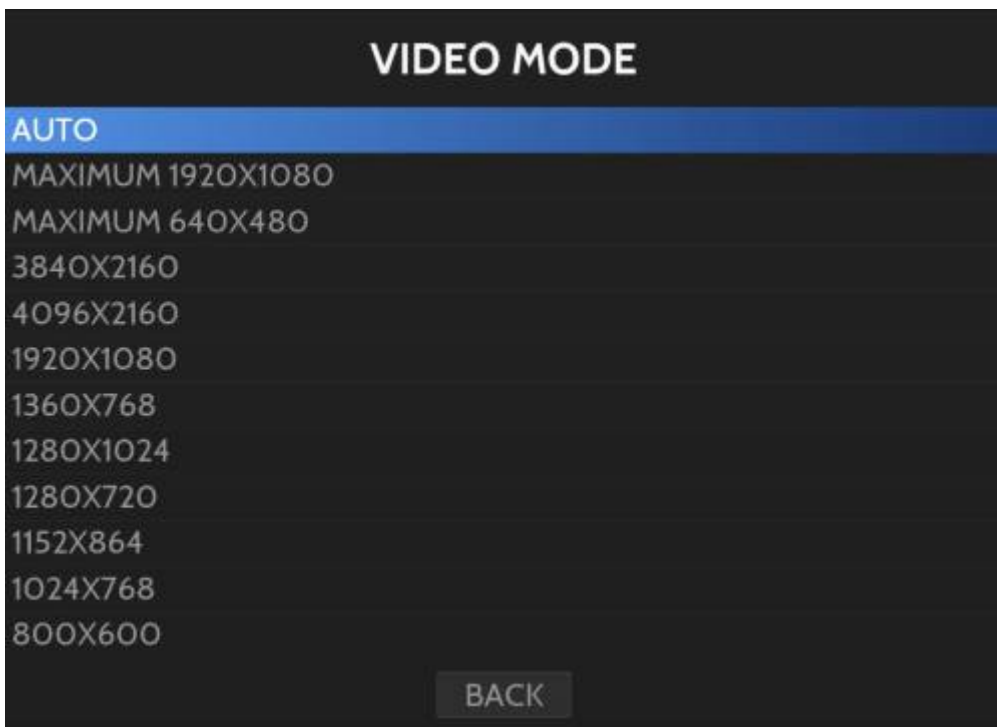 VIDEO MODE
AUTO
MAXIMUM 1920X1080
MAXIMUM 640X480
3840X2160
4096X2160
1920X1080
1360X768
1280X1024
1280X720
1152X864
1024X768
800X600
BACK